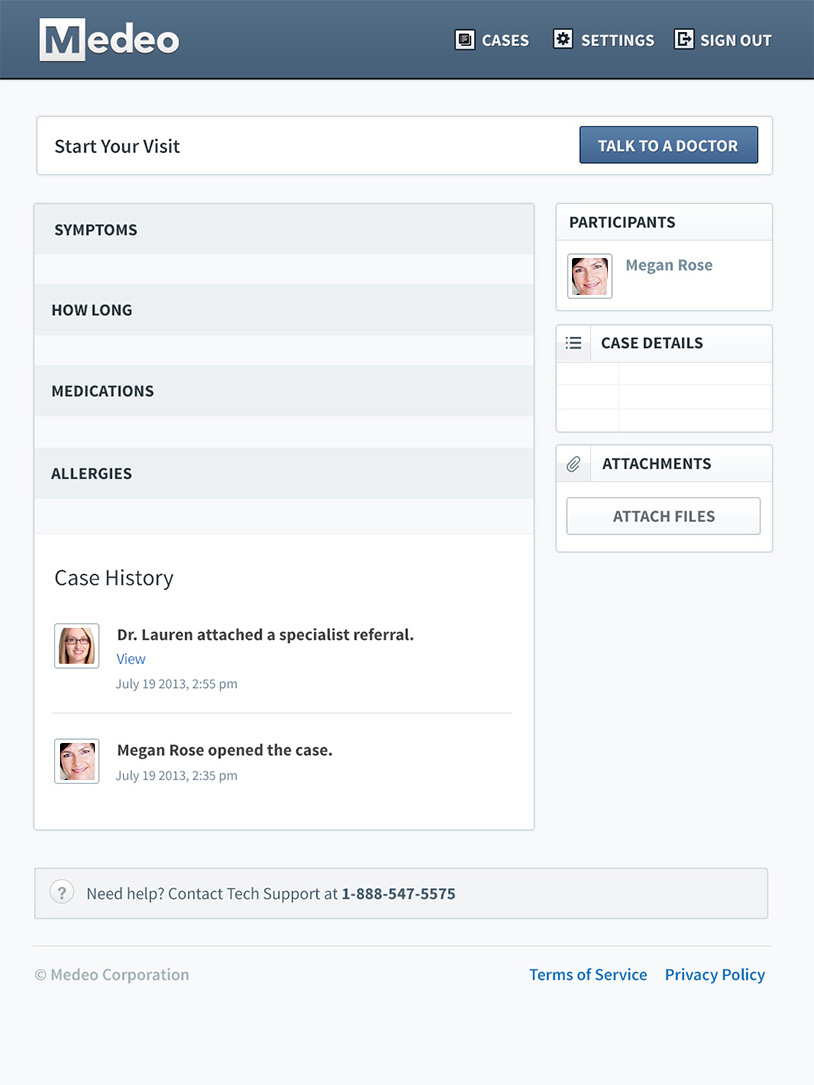 Medeo
CASES
SETTINGS
SIGN OUT
Start Your Visit
TALK TO A DOCTOR
SYMPTOMS
HOW LONG
MEDICATIONS
ALLERGIES
Case History
Dr. Lauren attached a specialist referral.
View
July 19 2013, 2:55 pm
Megan Rose opened the case.
July 19 2013, 2:35 pm
PARTICIPANTS
Megan Rose
CASE DETAILS
ATTACHMENTS
ATTACH FILES
? Need help? Contact Tech Support at 1-888-547-5575
© Medeo Corporation
Terms of Service
Privacy Policy